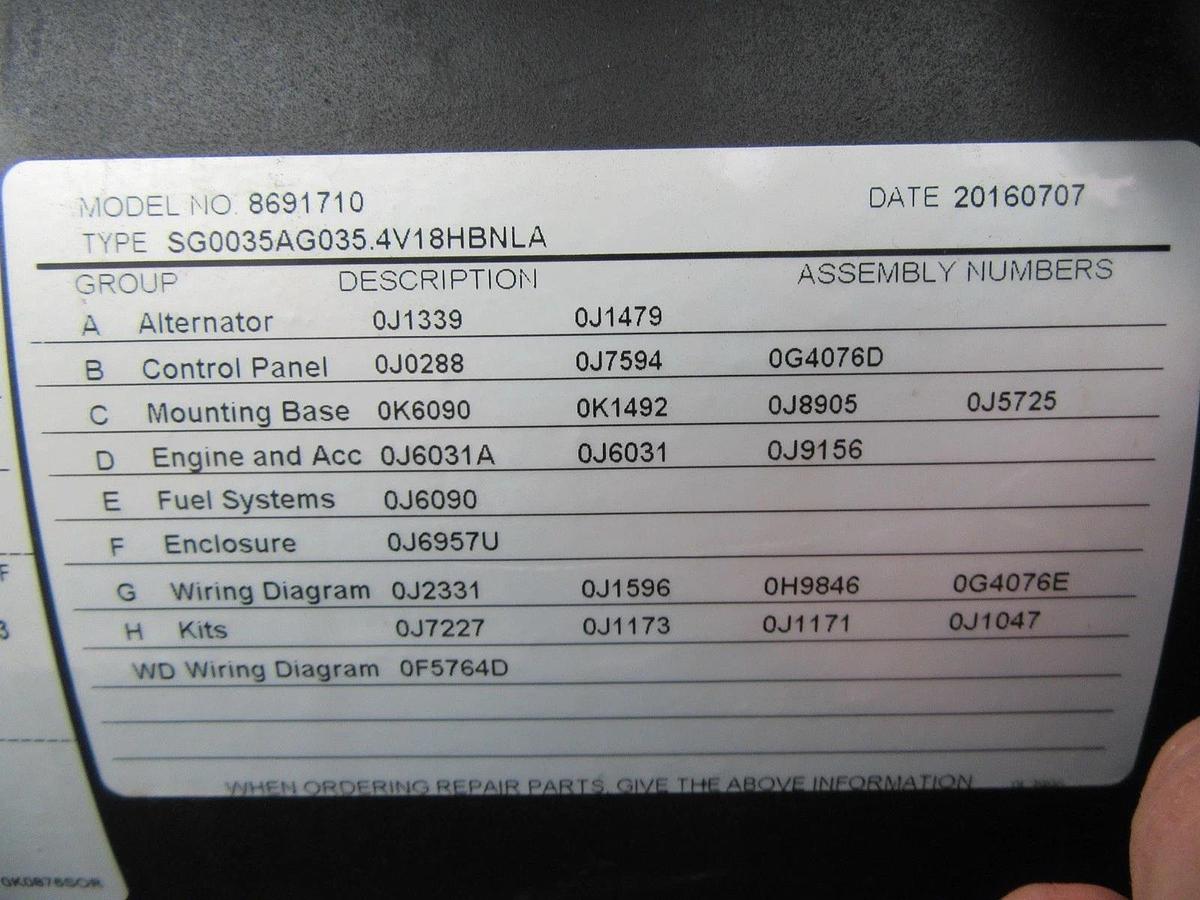 MODEL NO. 8691710 DATE 20160707
TYPE SG0035AG035.4V18HBNLA
GROUP DESCRIPTION ASSEMBLY NUMBERS
A Alternator 0J1339 0J1479
B Control Panel 0J0288 0J7594 0G4076D
C Mounting Base 0K6090 0K1492 0J8905 0J5725
D Engine and Acc 0J6031A 0J6031 0J9156
E Fuel Systems 0J6090
F Enclosure 0J6957U
G Wiring Diagram 0J2331 0J1596 0H9846 0G4076E
H Kits 0J7227 0J1173 0J1171 0J1047
WD Wiring Diagram 0F5764D
WHEN ORDERING REPAIR PARTS, GIVE THE ABOVE INFORMATION
F
3
0K0876SOR